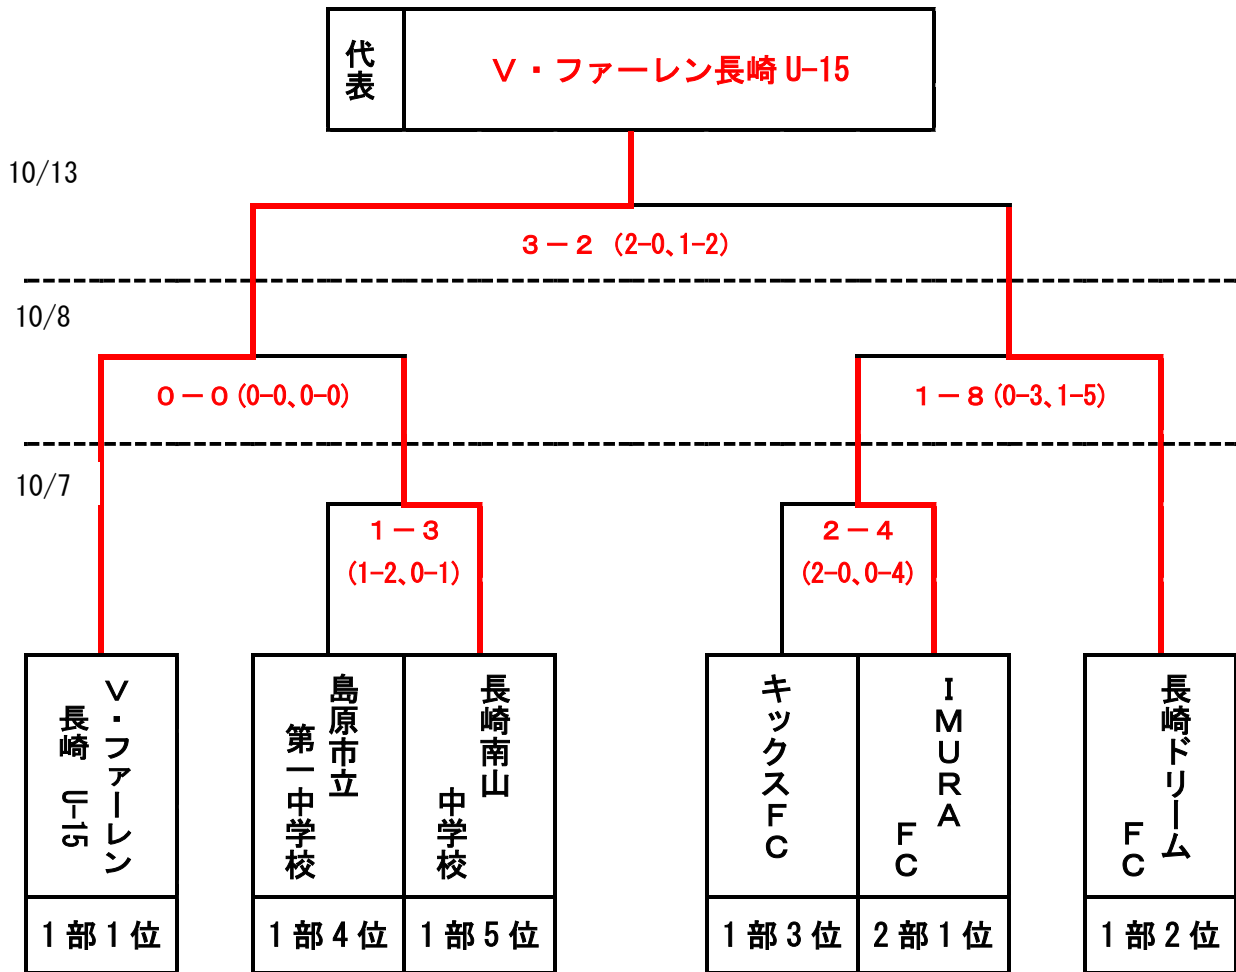 代表
V・ファーレン長崎 U-15
10/13
3－2 (2-0、1-2)
10/8
0－0 (0-0、0-0)
1－8 (0-3、1-5)
10/7
1－3
(1-2、0-1)
2－4
(2-0、0-4)
V・ファーレン
長崎 U-15
島原市立
第一中学校
長崎南山
中学校
キックスFC
IMURA
FC
長崎ドリーム
FC
1部1位
1部4位
1部5位
1部3位
2部1位
1部2位